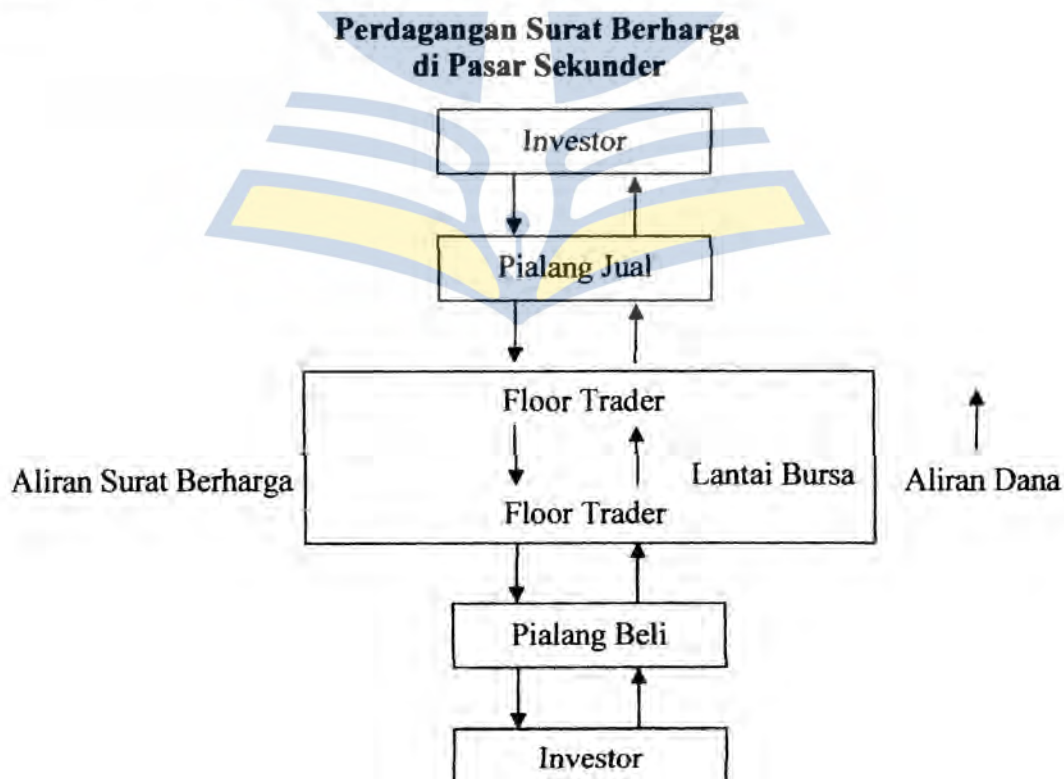 Perdagangan Surat Berharga
di Pasar Sekunder
Investor
Pialang Jual
Floor Trader
Aliran Surat Berharga
Lantai Bursa
Aliran Dana
Floor Trader
Pialang Beli
Investor